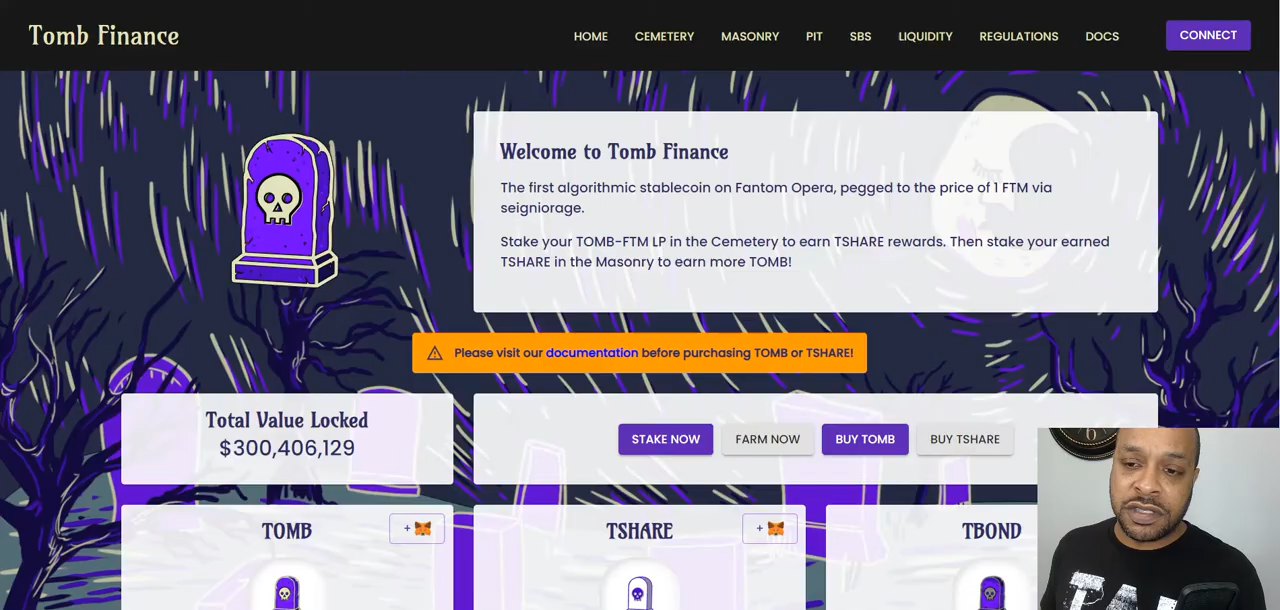 Tomb Finance
HOME CEMETERY MASONRY PIT SBS LIQUIDITY REGULATIONS DOCS CONNECT
Welcome to Tomb Finance
The first algorithmic stablecoin on Fantom Opera, pegged to the price of 1 FTM via
seigniorage.
Stake your TOMB-FTM LP in the Cemetery to earn TSHARE rewards. Then stake your earned
TSHARE in the Masonry to earn more TOMB!
Please visit our documentation before purchasing TOMB or TSHARE!
Total Value Locked
$300,406,129
STAKE NOW FARM NOW BUY TOMB BUY TSHARE
TOMB
+
TSHARE
+
TBOND